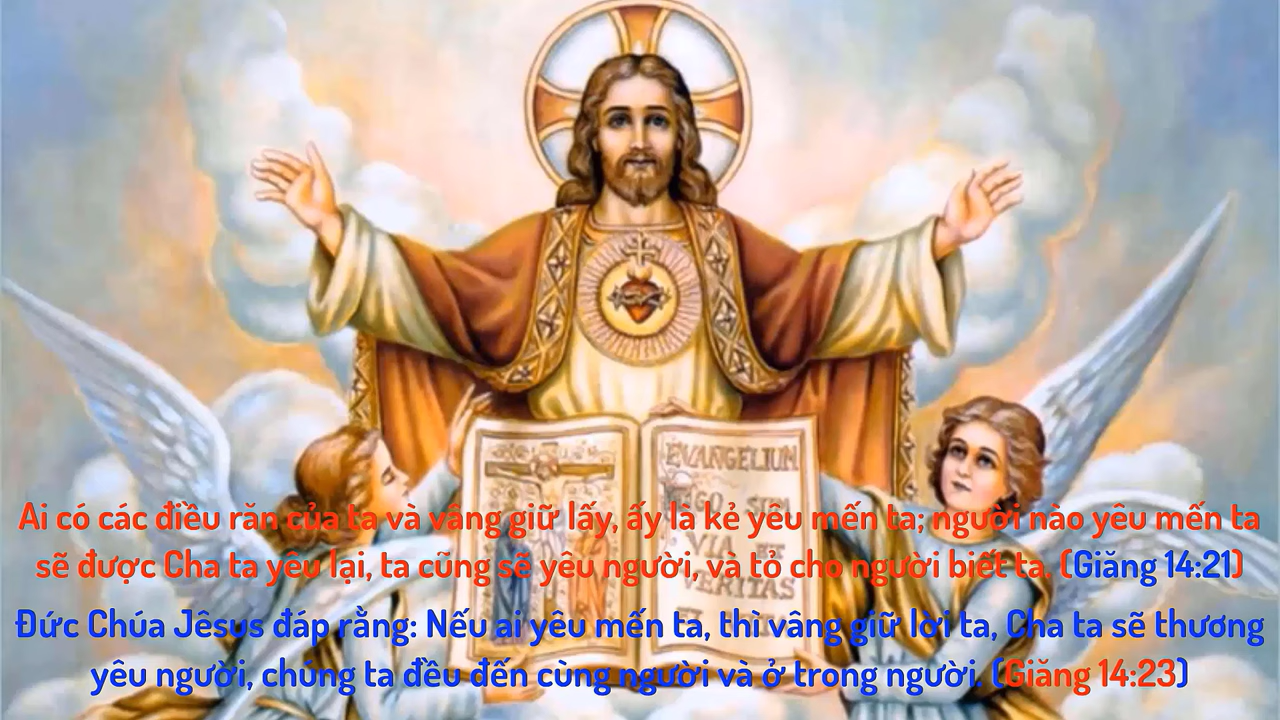 EVANGELIUM
EGO SUM
VIA ET
VERITAS
Ai có các điều răn của ta và vâng giữ lấy, ấy là kẻ yêu mến ta; người nào yêu mến ta
sẽ được Cha ta yêu lại, ta cũng sẽ yêu người, và tỏ cho người biết ta. (Giăng 14:21)
Đức Chúa Jêsus đáp rằng: Nếu ai yêu mến ta, thì vâng giữ lời ta, Cha ta sẽ thương
yêu người, chúng ta đều đến cùng người và ở trong người. (Giăng 14:23)